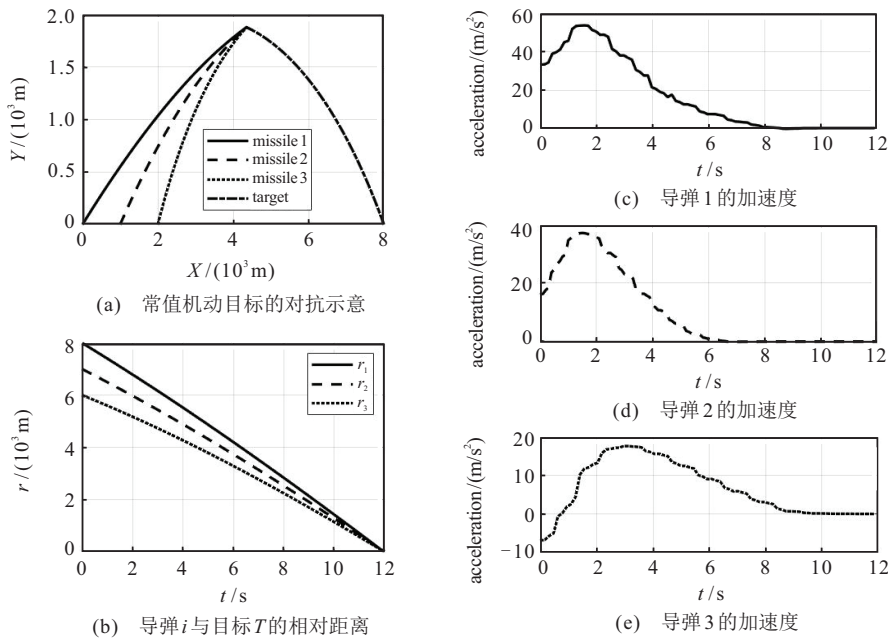 2.0
1.5
1.0
0.5
0
Y/(10³m)
missile 1
missile 2
missile 3
target
0 2 4 6 8
X/(10³m)
(a) 常值机动目标的对抗示意
8
6
4
2
0
r/(10³m)
r₁
r₂
r₃
0 2 4 6 8 10 12
t/s
(b) 导弹i与目标T的相对距离
60
40
20
0
acceleration/(m/s²)
0 2 4 6 8 10 12
t/s
(c) 导弹1的加速度
40
20
0
acceleration/(m/s²)
0 2 4 6 8 10 12
t/s
(d) 导弹2的加速度
20
10
0
−10
acceleration/(m/s²)
0 2 4 6 8 10 12
t/s
(e) 导弹3的加速度